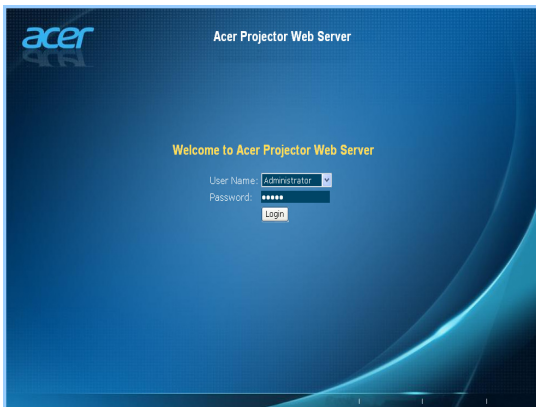 acer
Acer Projector Web Server
Welcome to Acer Projector Web Server
User Name: Administrator
Password: •••••
Login